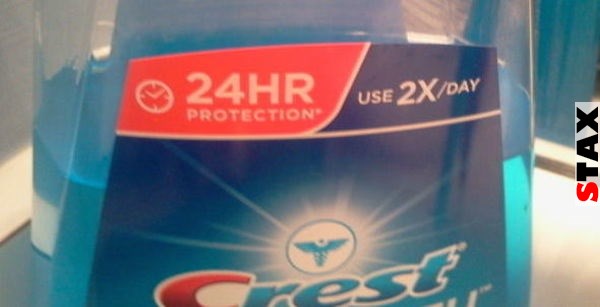 24HR
PROTECTION*
USE 2X/DAY
Crest
STAX